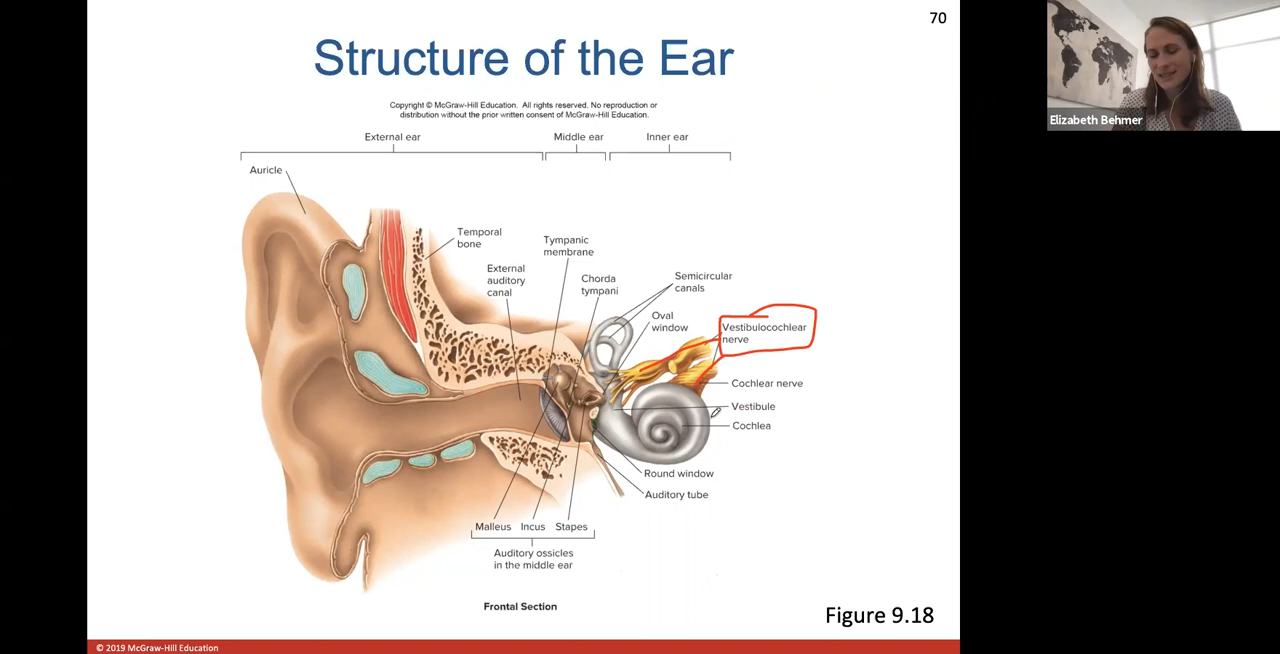 70
Structure of the Ear
Copyright © McGraw-Hill Education. All rights reserved. No reproduction or
distribution without the prior written consent of McGraw-Hill Education.
External ear
Middle ear
Inner ear
Auricle
Temporal
bone
Tympanic
membrane
External
auditory
canal
Chorda
tympani
Semicircular
canals
Oval
window
Vestibulocochlear
nerve
Cochlear nerve
Vestibule
Cochlea
Round window
Auditory tube
Malleus
Incus
Stapes
Auditory ossicles
in the middle ear
Frontal Section
Figure 9.18
© 2019 McGraw-Hill Education
Elizabeth Behmer